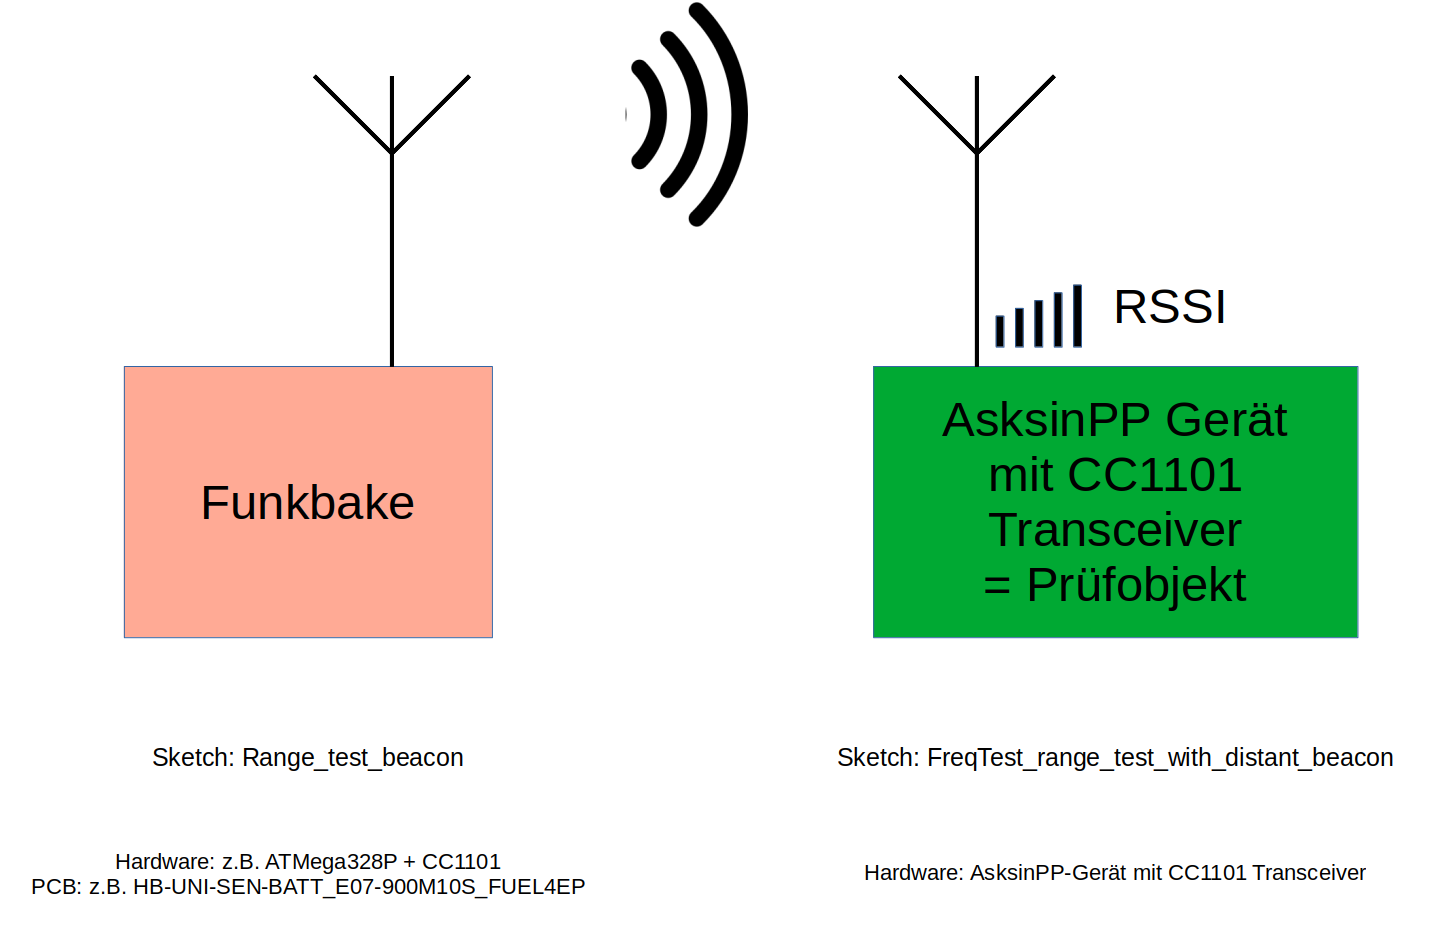 RSSI
Funkbake
AsksinPP Gerät
mit CC1101
Transceiver
= Prüfobjekt
Sketch: Range_test_beacon
Sketch: FreqTest_range_test_with_distant_beacon
Hardware: z.B. ATMega328P + CC1101
PCB: z.B. HB-UNI-SEN-BATT_E07-900M10S_FUEL4EP
Hardware: AsksinPP-Gerät mit CC1101 Transceiver